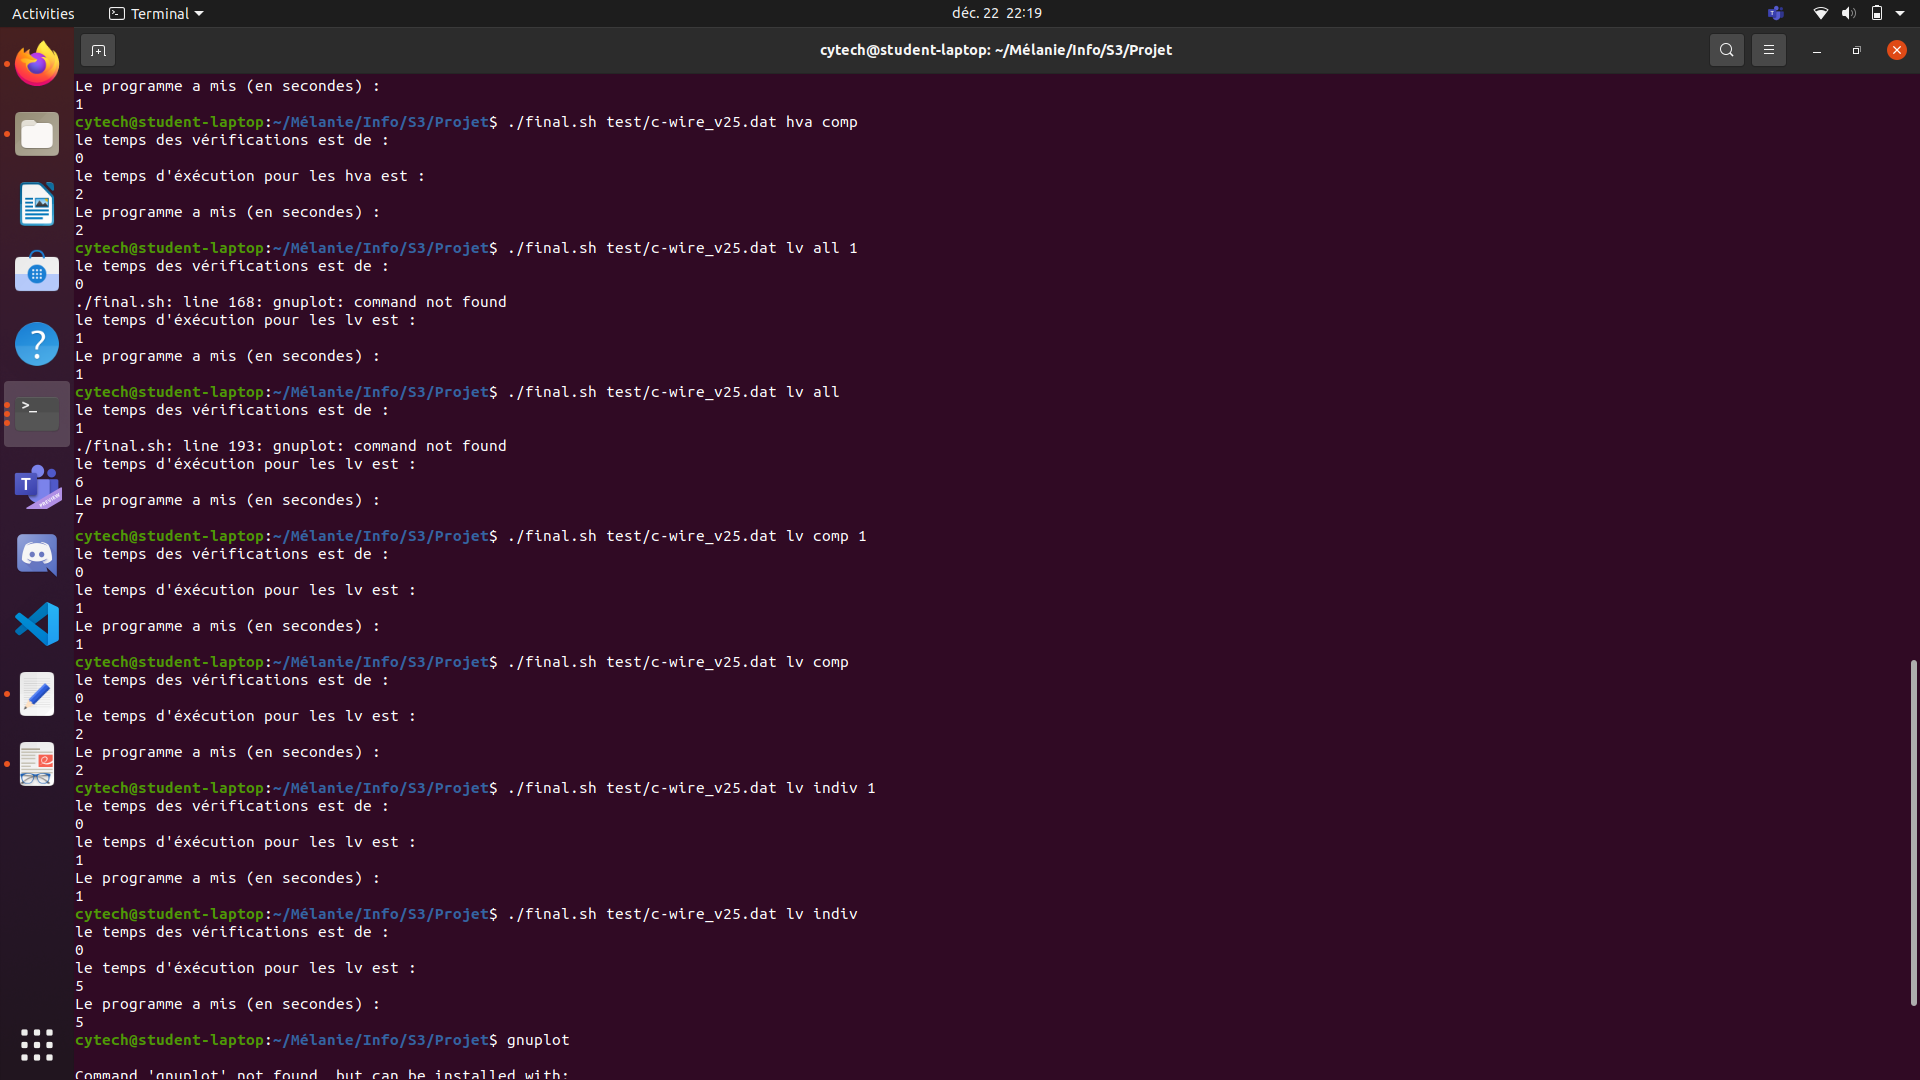 Activities
Terminal
déc. 22 22:19
cytech@student-laptop: ~/Mélanie/Info/S3/Projet
Le programme a mis (en secondes) :
1
cytech@student-laptop:~/Mélanie/Info/S3/Projet$ ./final.sh test/c-wire_v25.dat hva comp
le temps des vérifications est de :
0
le temps d'éxécution pour les hva est :
2
Le programme a mis (en secondes) :
2
cytech@student-laptop:~/Mélanie/Info/S3/Projet$ ./final.sh test/c-wire_v25.dat lv all 1
le temps des vérifications est de :
0
./final.sh: line 168: gnuplot: command not found
le temps d'éxécution pour les lv est :
1
Le programme a mis (en secondes) :
1
cytech@student-laptop:~/Mélanie/Info/S3/Projet$ ./final.sh test/c-wire_v25.dat lv all
le temps des vérifications est de :
1
./final.sh: line 193: gnuplot: command not found
le temps d'éxécution pour les lv est :
6
Le programme a mis (en secondes) :
7
cytech@student-laptop:~/Mélanie/Info/S3/Projet$ ./final.sh test/c-wire_v25.dat lv comp 1
le temps des vérifications est de :
0
le temps d'éxécution pour les lv est :
1
Le programme a mis (en secondes) :
1
cytech@student-laptop:~/Mélanie/Info/S3/Projet$ ./final.sh test/c-wire_v25.dat lv comp
le temps des vérifications est de :
0
le temps d'éxécution pour les lv est :
2
Le programme a mis (en secondes) :
2
cytech@student-laptop:~/Mélanie/Info/S3/Projet$ ./final.sh test/c-wire_v25.dat lv indiv 1
le temps des vérifications est de :
0
le temps d'éxécution pour les lv est :
1
Le programme a mis (en secondes) :
1
cytech@student-laptop:~/Mélanie/Info/S3/Projet$ ./final.sh test/c-wire_v25.dat lv indiv
le temps des vérifications est de :
0
le temps d'éxécution pour les lv est :
5
Le programme a mis (en secondes) :
5
cytech@student-laptop:~/Mélanie/Info/S3/Projet$ gnuplot
Command 'gnuplot' not found, but can be installed with: